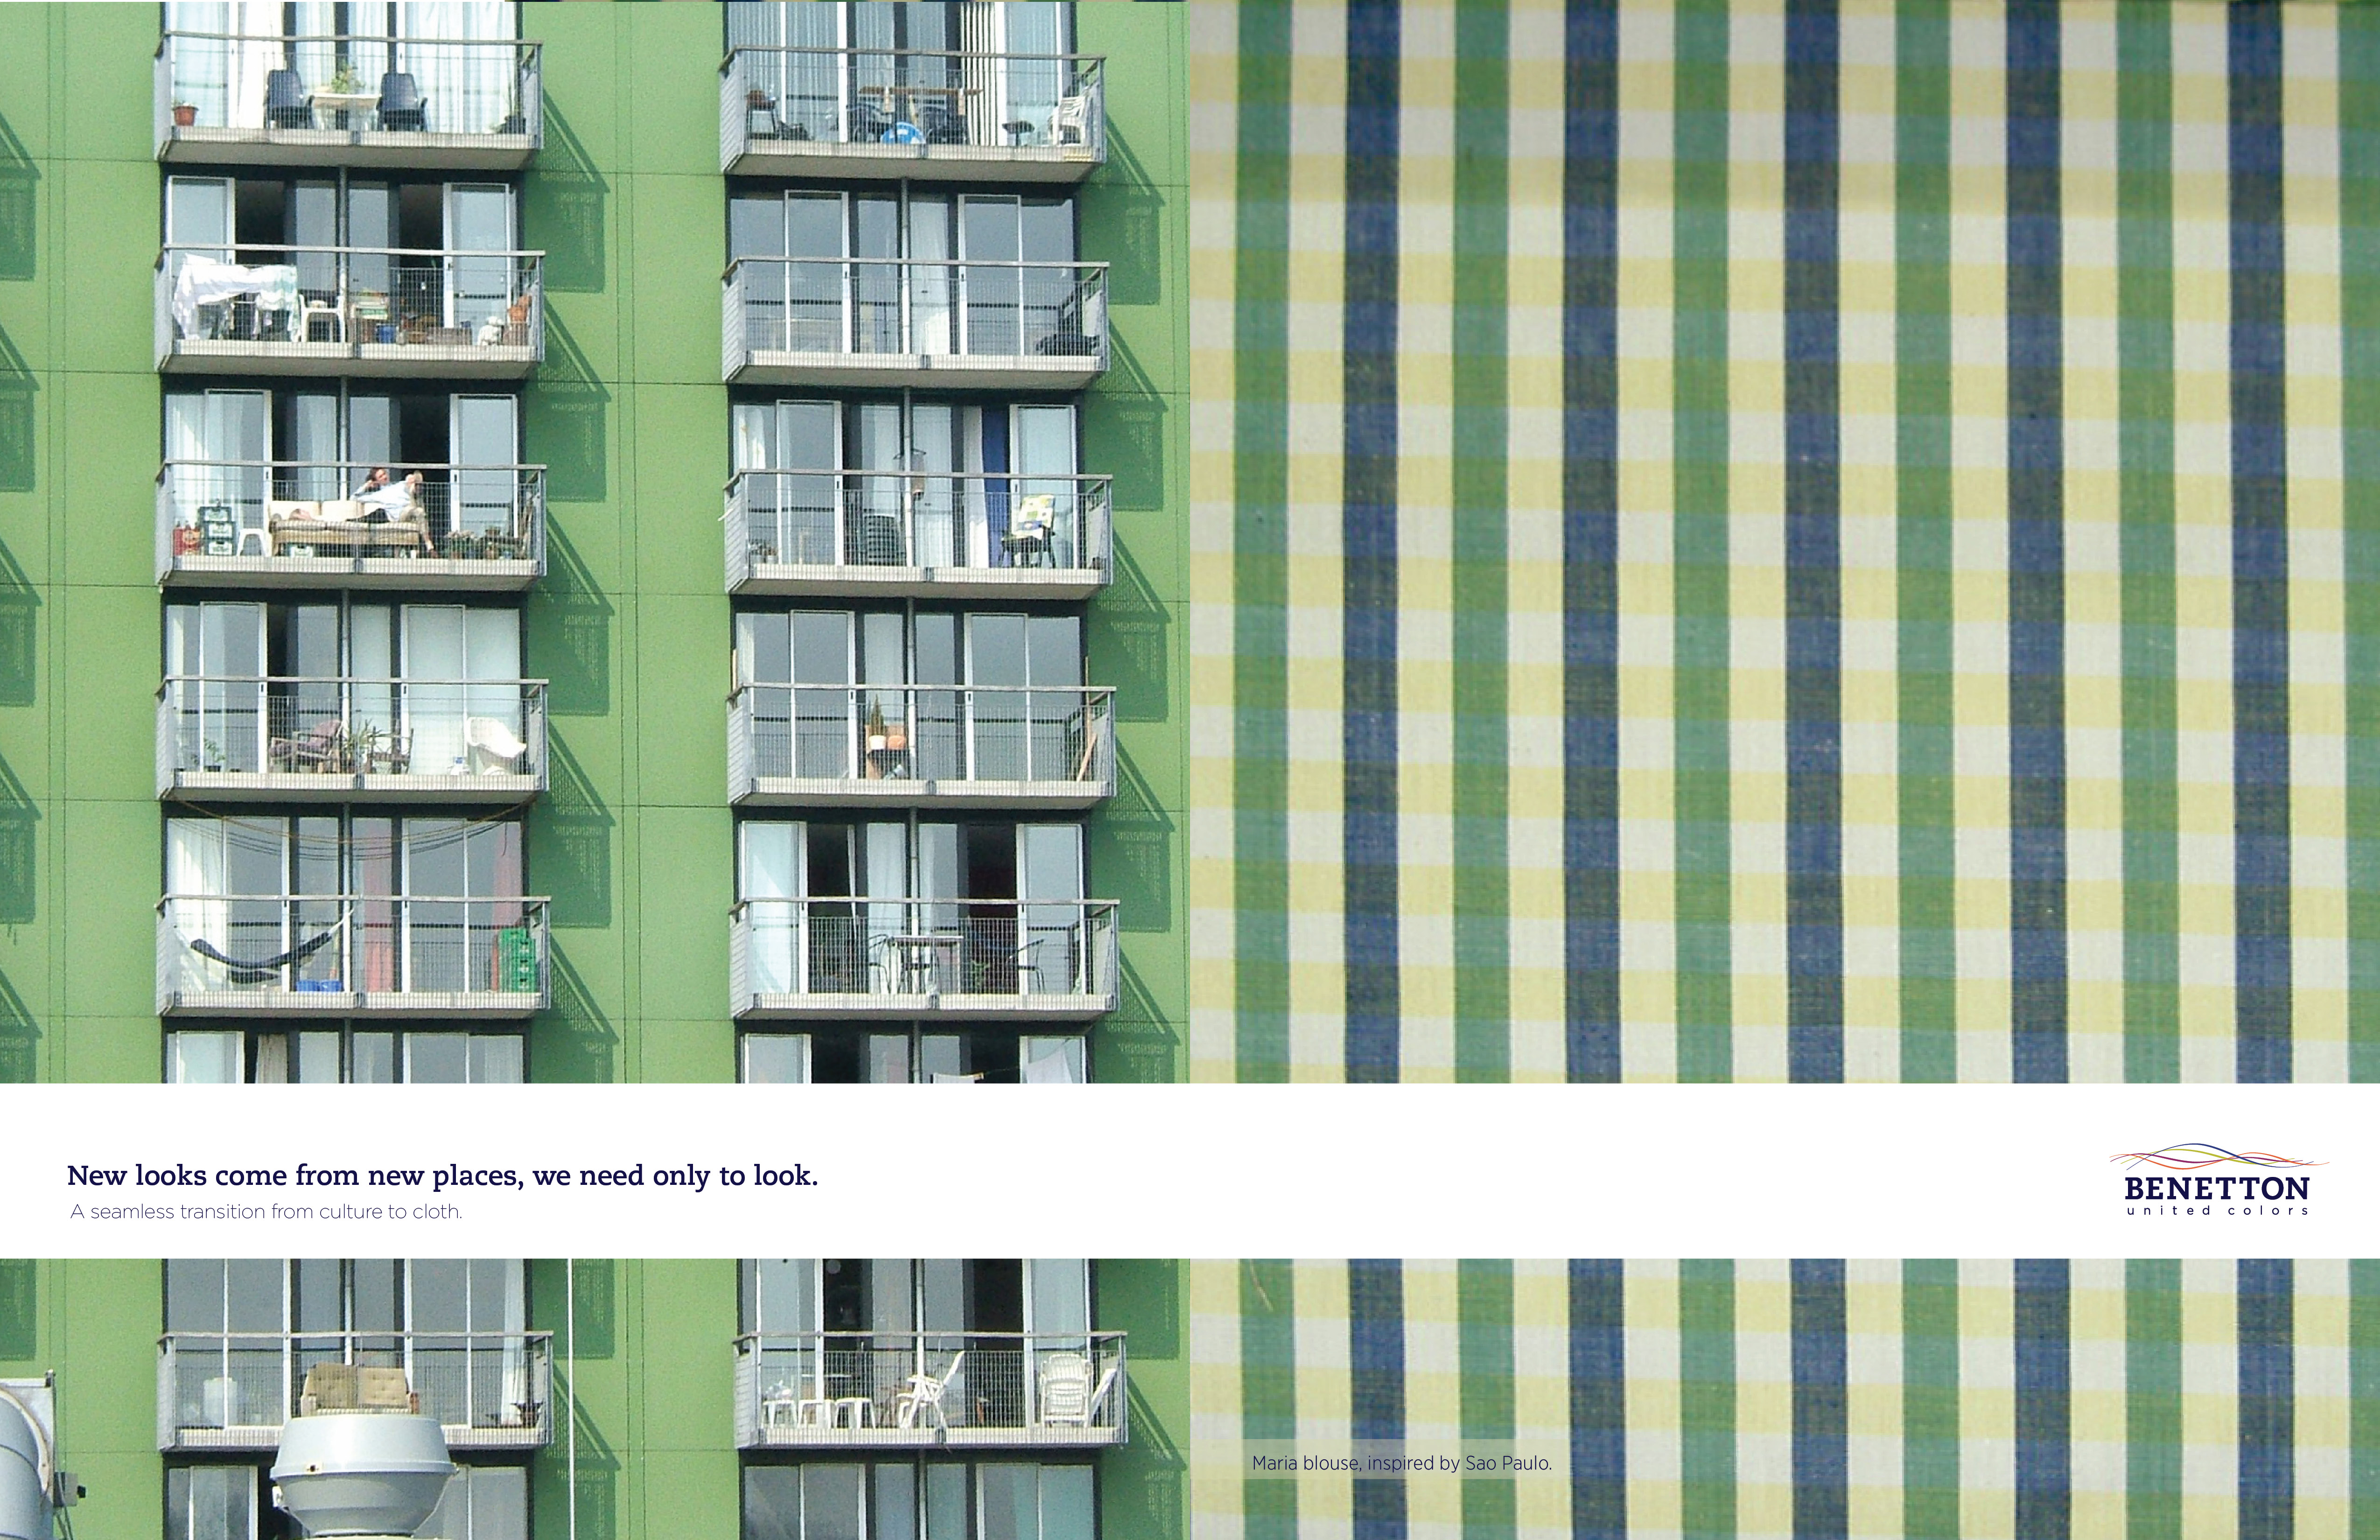 New looks come from new places, we need only to look.
A seamless transition from culture to cloth.
BENETTON
united colors
Maria blouse, inspired by Sao Paulo.